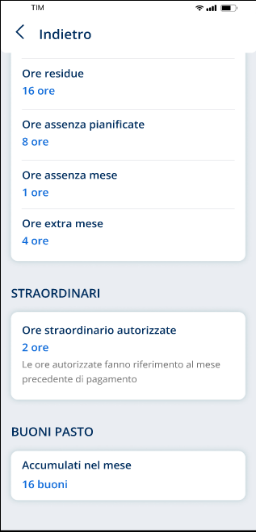 TIM
Indietro
Ore residue
16 ore
Ore assenza pianificate
8 ore
Ore assenza mese
1 ore
Ore extra mese
4 ore
STRAORDINARI
Ore straordinario autorizzate
2 ore
Le ore autorizzate fanno riferimento al mese
precedente di pagamento
BUONI PASTO
Accumulati nel mese
16 buoni